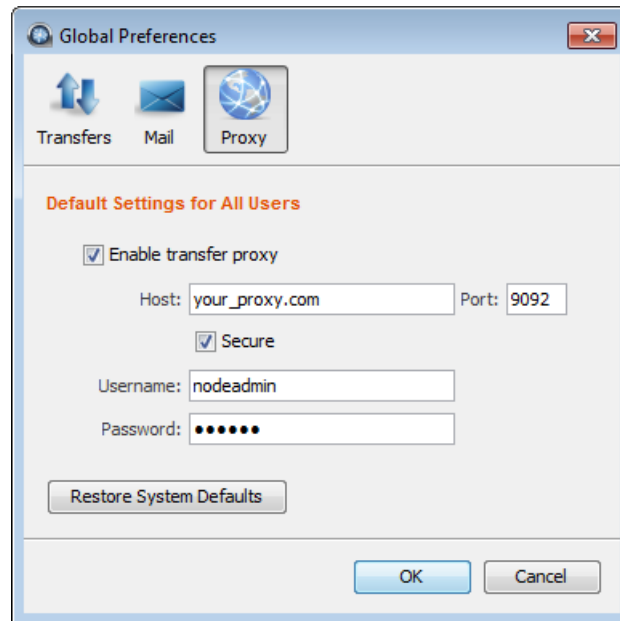 Global Preferences
Transfers Mail Proxy
Default Settings for All Users
Enable transfer proxy
Host: your_proxy.com Port: 9092
Secure
Username: nodeadmin
Password: ••••••
Restore System Defaults
OK Cancel